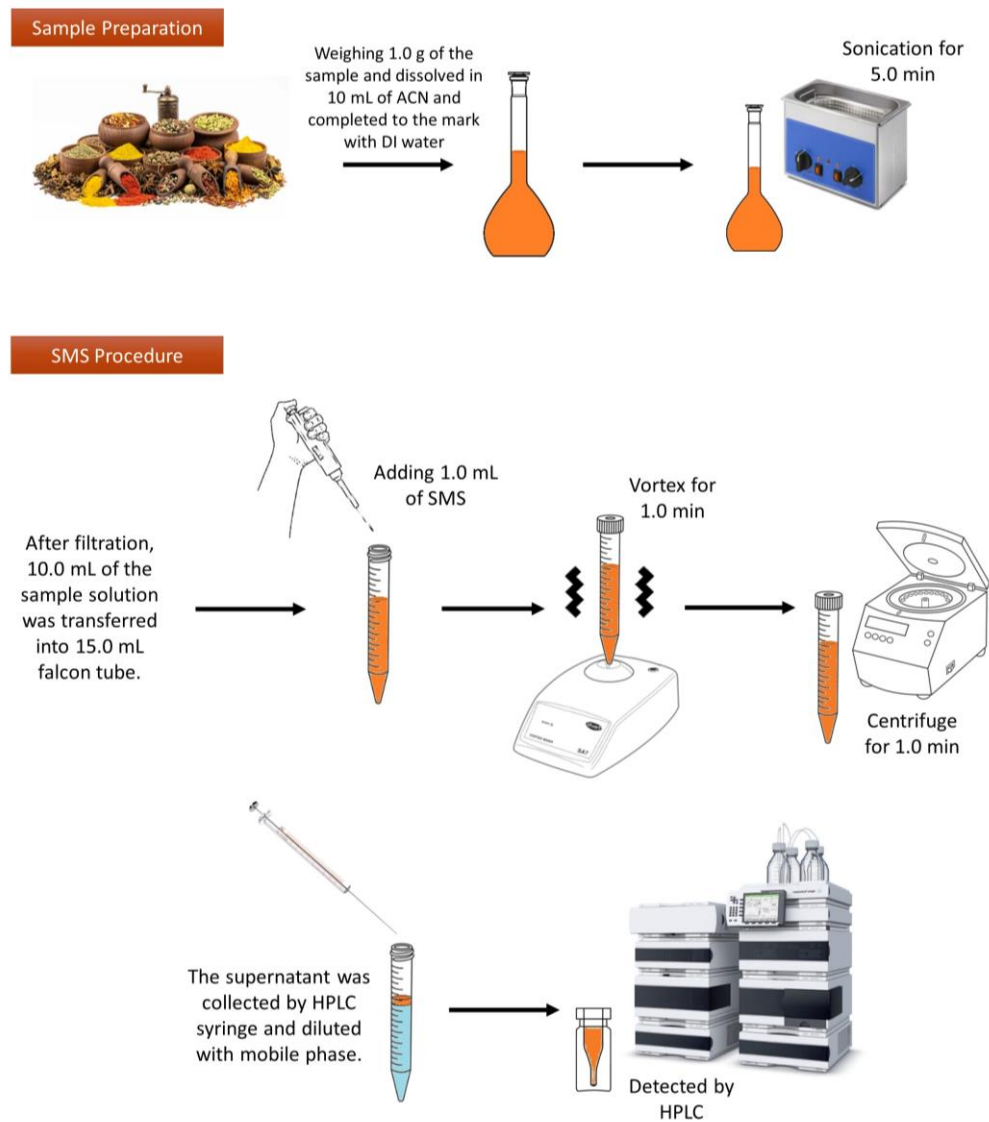 Sample Preparation
Weighing 1.0 g of the
sample and dissolved in
10 mL of ACN and
completed to the mark
with DI water
Sonication for
5.0 min
SMS Procedure
After filtration,
10.0 mL of the
sample solution
was transferred
into 15.0 mL
falcon tube.
Adding 1.0 mL
of SMS
Vortex for
1.0 min
Centrifuge
for 1.0 min
The supernatant was
collected by HPLC
syringe and diluted
with mobile phase.
Detected by
HPLC